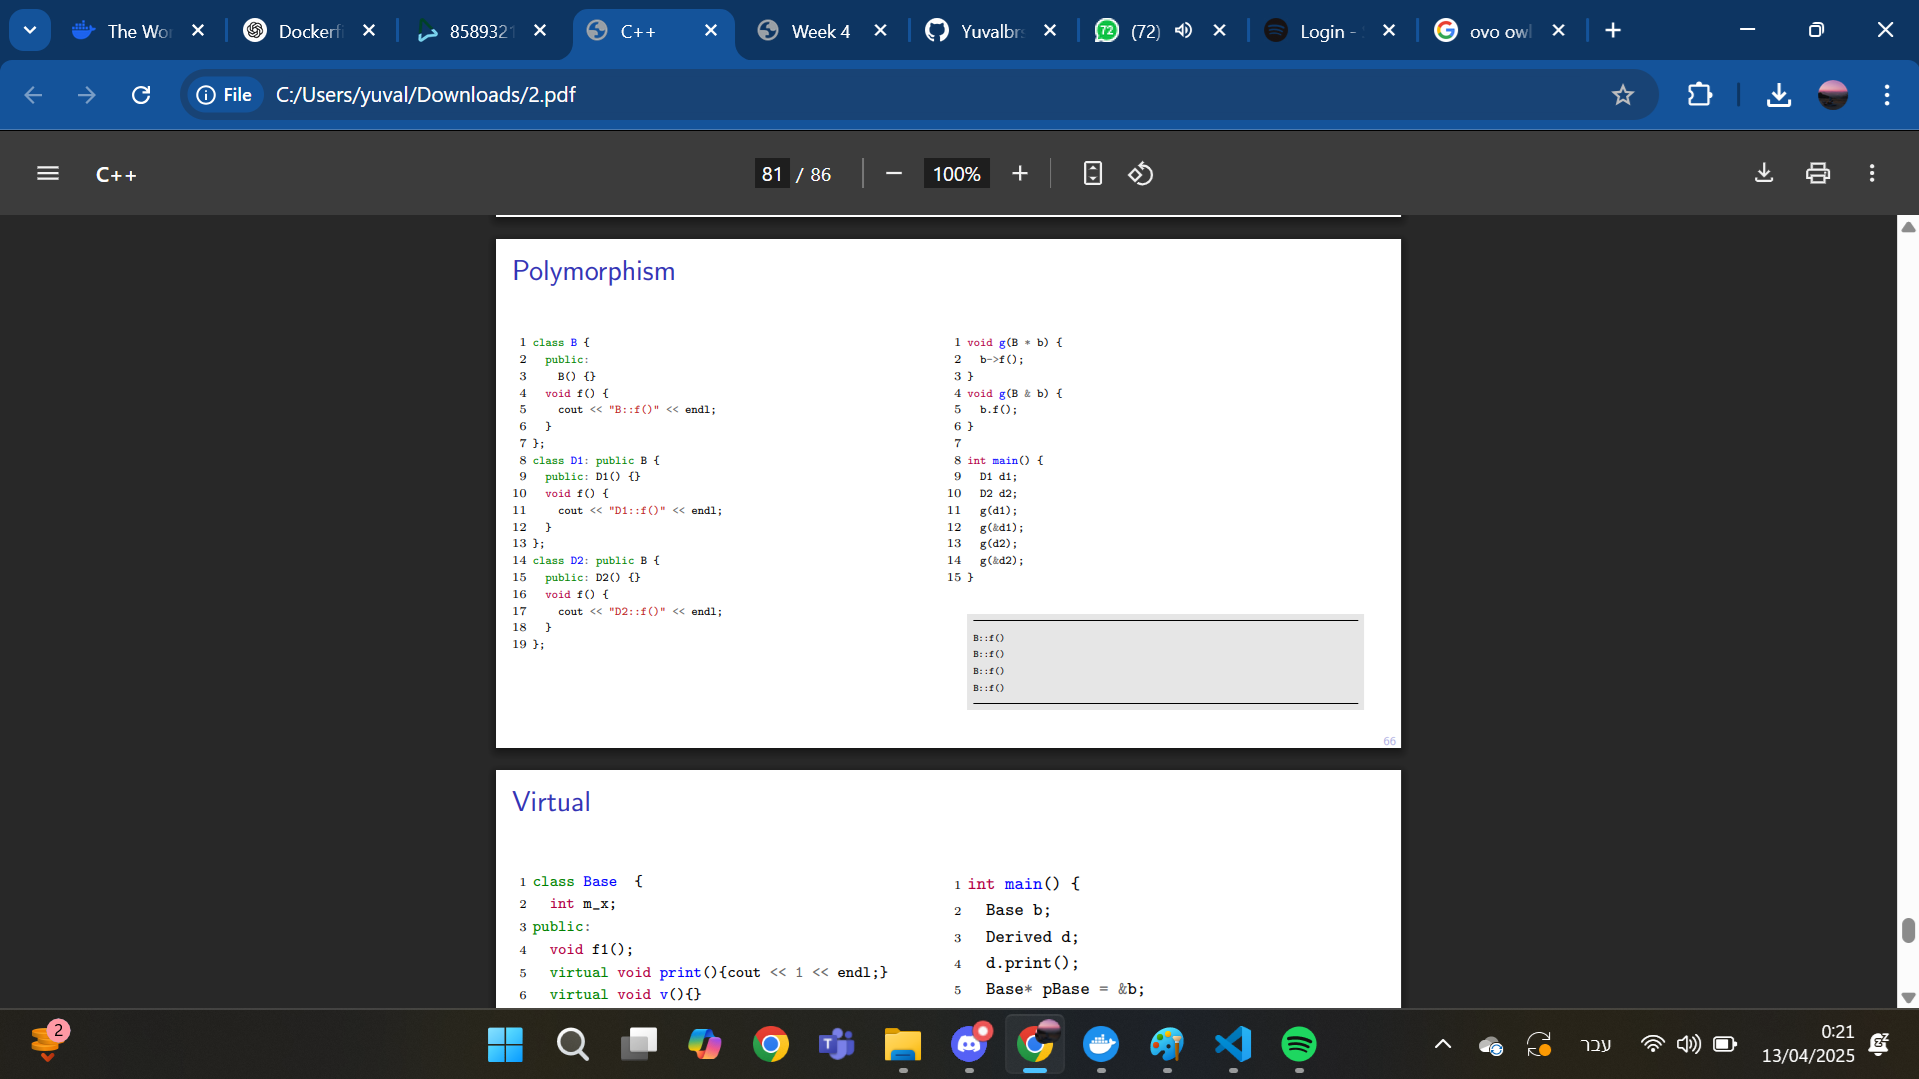 The Wor
Dockerfi
8589321
C++
Week 4
Yuvalbrs
(72)
Login -
ovo owl
File
C:/Users/yuval/Downloads/2.pdf
C++
81 / 86
100%
Polymorphism
1 class B {
2 public:
3 B() {}
4 void f() {
5 cout << "B::f()" << endl;
6 }
7 };
8 class D1: public B {
9 public: D1() {}
10 void f() {
11 cout << "D1::f()" << endl;
12 }
13 };
14 class D2: public B {
15 public: D2() {}
16 void f() {
17 cout << "D2::f()" << endl;
18 }
19 };
1 void g(B * b) {
2 b->f();
3 }
4 void g(B & b) {
5 b.f();
6 }
7
8 int main() {
9 D1 d1;
10 D2 d2;
11 g(d1);
12 g(&d1);
13 g(d2);
14 g(&d2);
15 }
B::f()
B::f()
B::f()
B::f()
66
Virtual
1 class Base {
2 int m_x;
3 public:
4 void f1();
5 virtual void print(){cout << 1 << endl;}
6 virtual void v(){}
1 int main() {
2 Base b;
3 Derived d;
4 d.print();
5 Base* pBase = &b;
2
עבר
0:21
13/04/2025